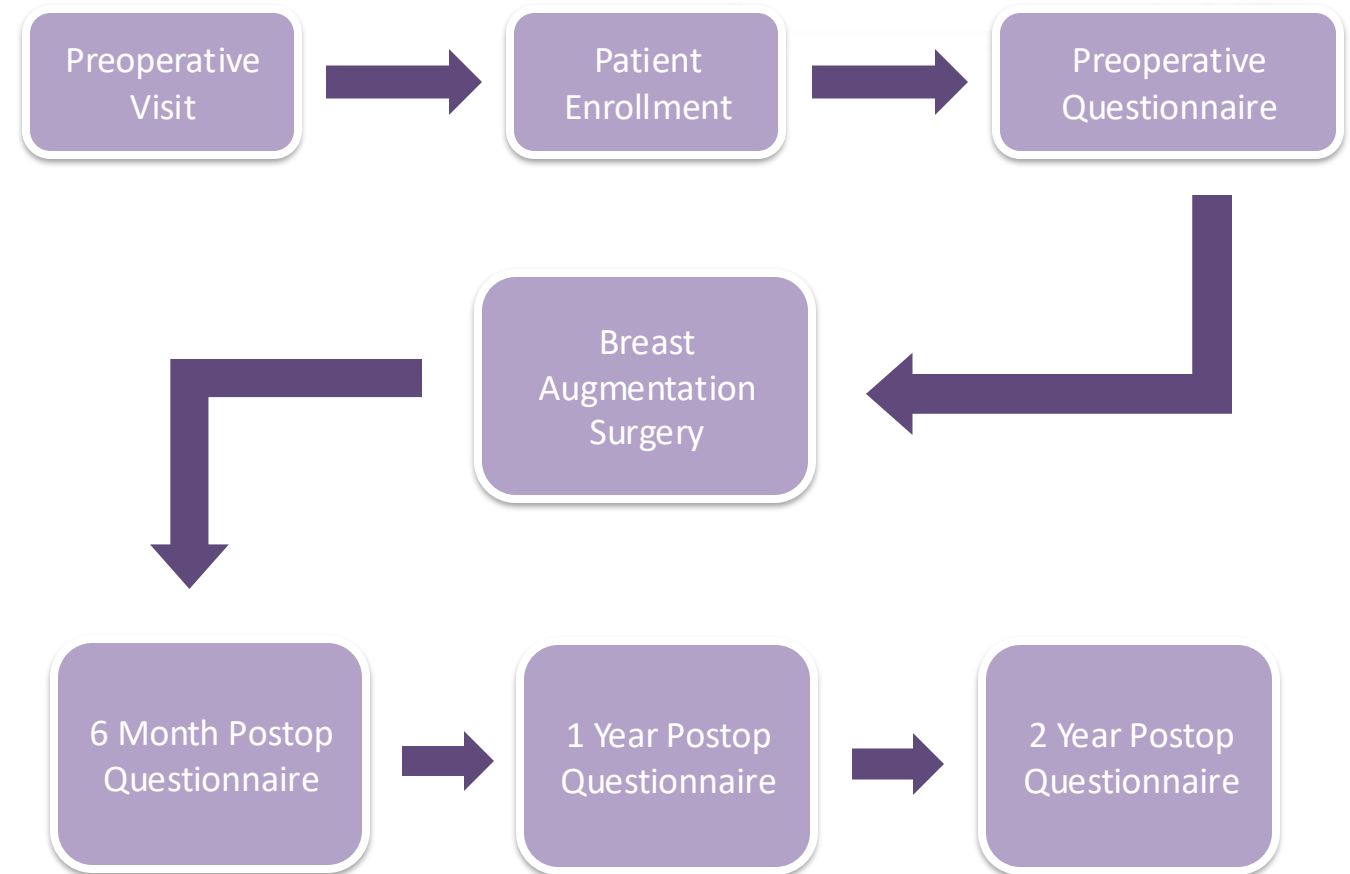 Preoperative
Visit
Patient
Enrollment
Preoperative
Questionnaire
Breast
Augmentation
Surgery
6 Month Postop
Questionnaire
1 Year Postop
Questionnaire
2 Year Postop
Questionnaire